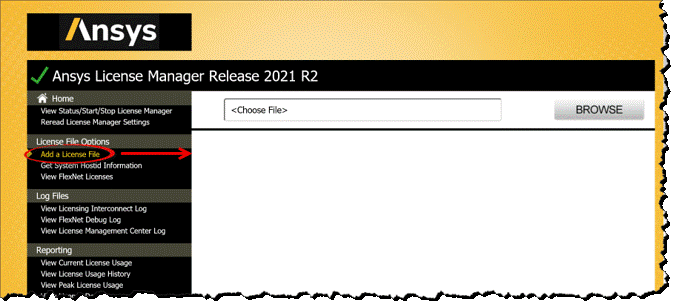 Ansys
Ansys License Manager Release 2021 R2
Home
View Status/Start/Stop License Manager
Reread License Manager Settings
<Choose File>
BROWSE
License File Options
Add a License File
Get System Hostid Information
View FlexNet Licenses
Log Files
View Licensing Interconnect Log
View FlexNet Debug Log
View License Management Center Log
Reporting
View Current License Usage
View License Usage History
View Peak License Usage